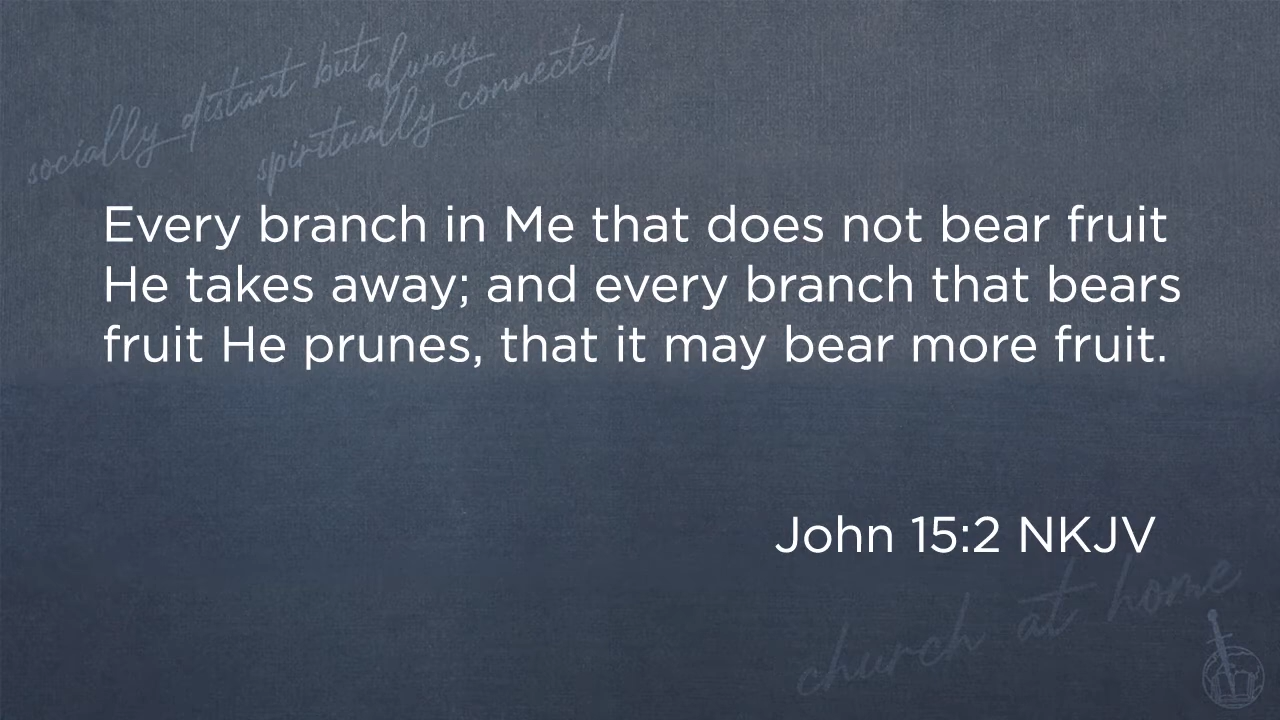 socially distant but always
spiritually connected
Every branch in Me that does not bear fruit
He takes away; and every branch that bears
fruit He prunes, that it may bear more fruit.
John 15:2 NKJV
church at home